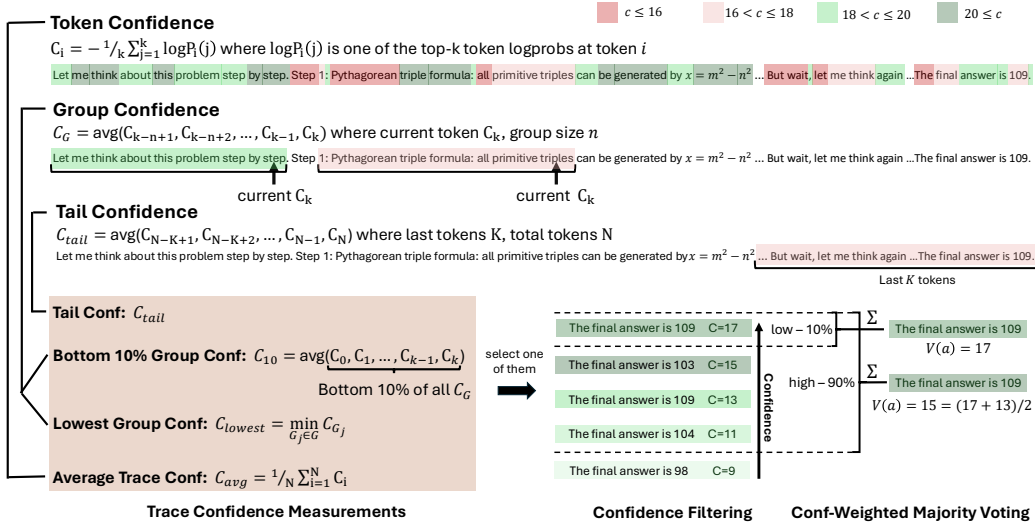 c ≤ 16
16 < c ≤ 18
18 < c ≤ 20
20 ≤ c
Token Confidence
C_i = − 1/k ∑_{j=1}^{k} logP_i(j) where logP_i(j) is one of the top-k token logprobs at token i
Let me think about this problem step by step. Step 1: Pythagorean triple formula: all primitive triples can be generated by x = m² − n² ... But wait, let me think again ...The final answer is 109.
Group Confidence
C_G = avg(C_{k−n+1}, C_{k−n+2}, ..., C_{k−1}, C_k) where current token C_k, group size n
Let me think about this problem step by step. Step 1: Pythagorean triple formula: all primitive triples can be generated by x = m² − n² ... But wait, let me think again ...The final answer is 109.
current C_k
current C_k
Tail Confidence
C_{tail} = avg(C_{N−K+1}, C_{N−K+2}, ..., C_{N−1}, C_N) where last tokens K, total tokens N
Let me think about this problem step by step. Step 1: Pythagorean triple formula: all primitive triples can be generated by x = m² − n² ... But wait, let me think again ...The final answer is 109.
Last K tokens
Tail Conf: C_{tail}
Bottom 10% Group Conf: C_{10} = avg(C_0, C_1, ..., C_{k−1}, C_k)
Bottom 10% of all C_G
Lowest Group Conf: C_{lowest} = min_{G_j∈G} C_{G_j}
Average Trace Conf: C_{avg} = 1/N ∑_{i=1}^{N} C_i
Trace Confidence Measurements
select one
of them
The final answer is 109 C=17
The final answer is 103 C=15
The final answer is 109 C=13
The final answer is 104 C=11
The final answer is 98 C=9
Confidence
Confidence Filtering
low – 10%
high – 90%
Σ
The final answer is 109
V(a) = 17
Σ
The final answer is 109
V(a) = 15 = (17 + 13)/2
Conf-Weighted Majority Voting